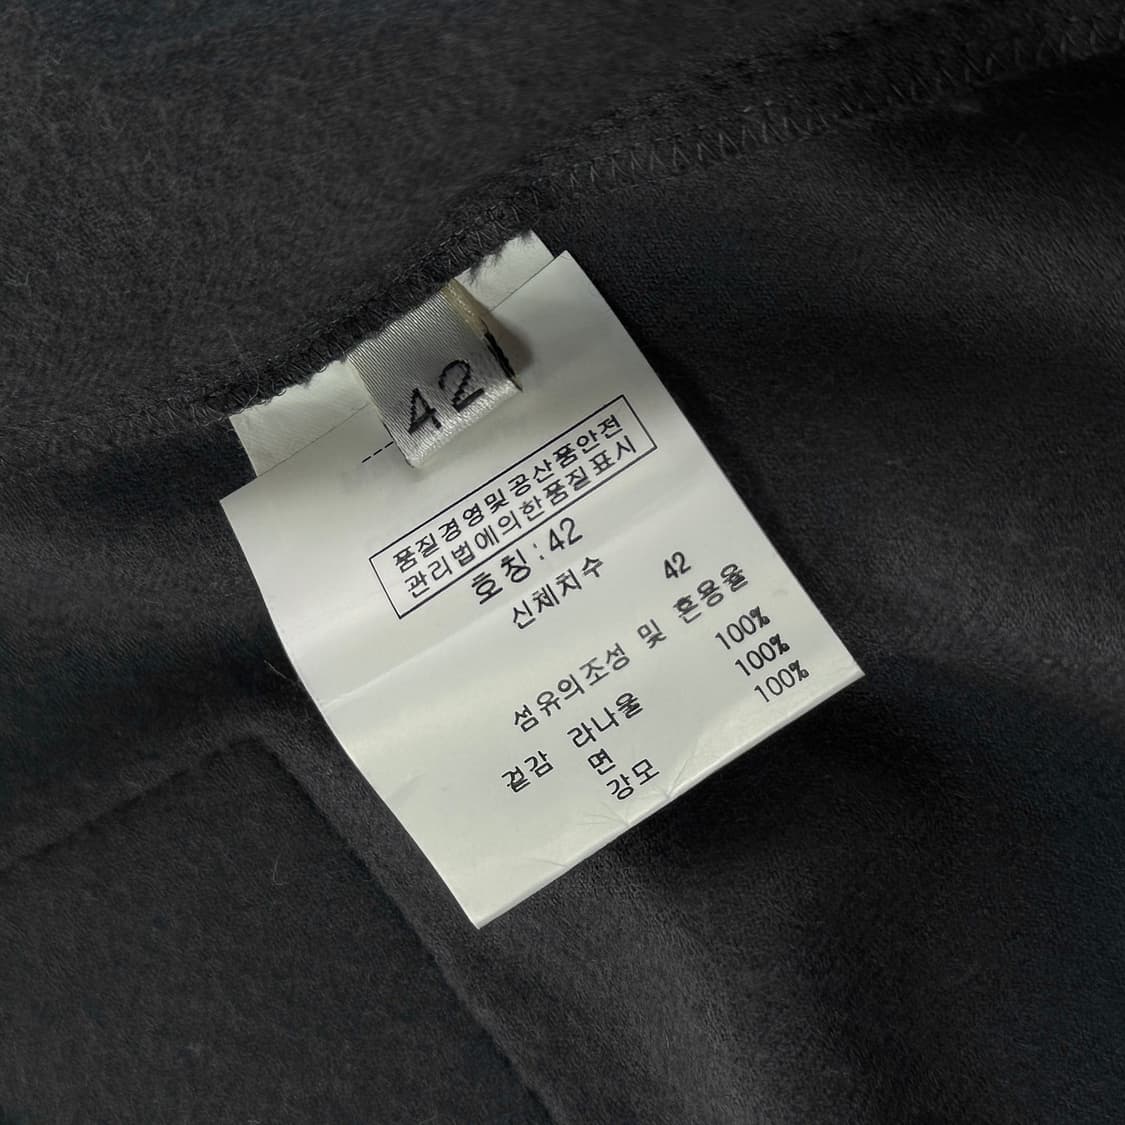 42
품질경영및공산품안전
관리법에의한품질표시
호칭:42
신체치수 42
섬유의조성 및 혼용율
겉감 라나울 100%
면 100%
강모 100%